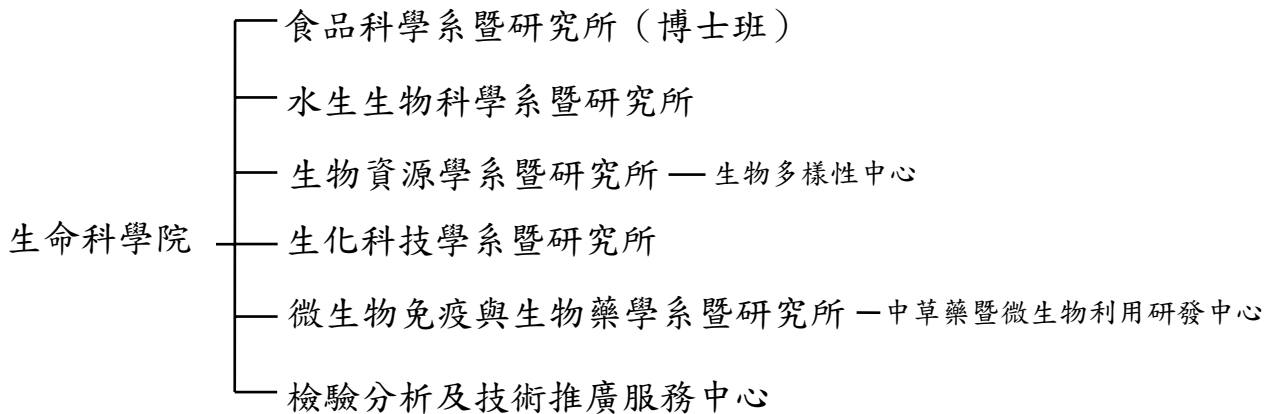 食品科學系暨研究所（博士班）
水生生物科學系暨研究所
生物資源學系暨研究所 — 生物多樣性中心
生命科學院
生化科技學系暨研究所
微生物免疫與生物藥學系暨研究所 — 中草藥暨微生物利用研發中心
檢驗分析及技術推廣服務中心